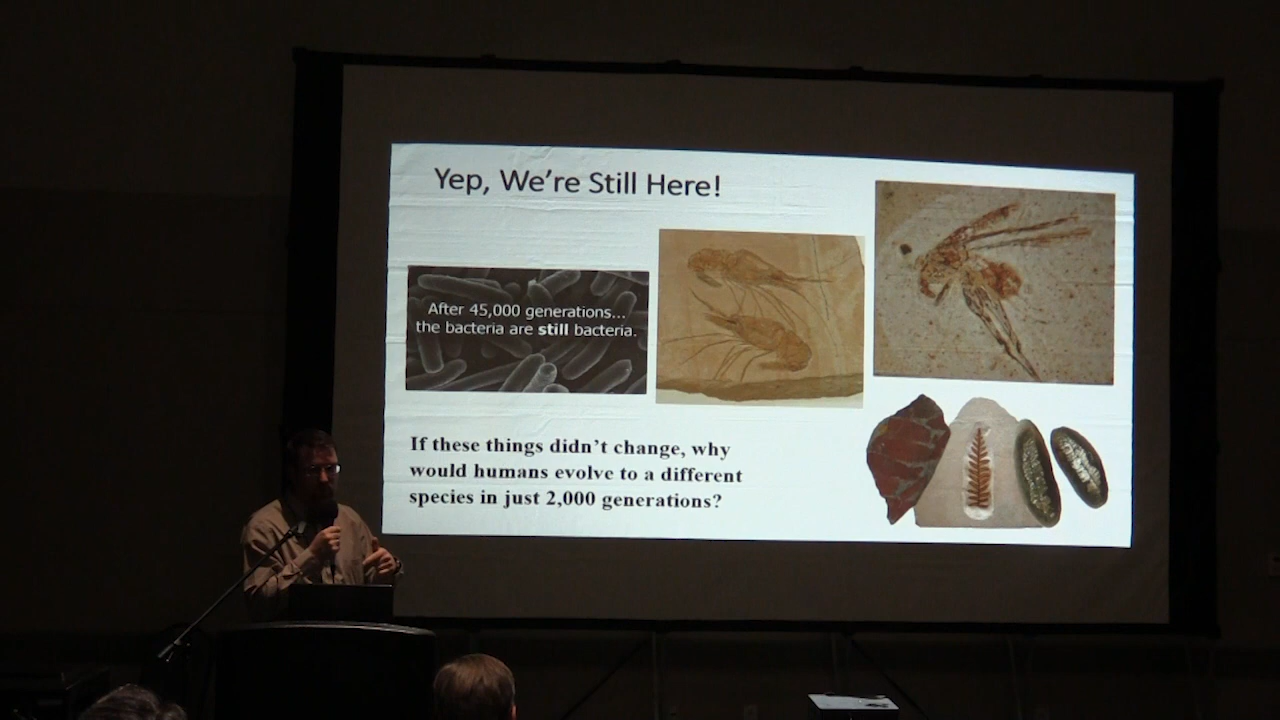 Yep, We're Still Here!
After 45,000 generations...
the bacteria are still bacteria.
If these things didn't change, why
would humans evolve to a different
species in just 2,000 generations?